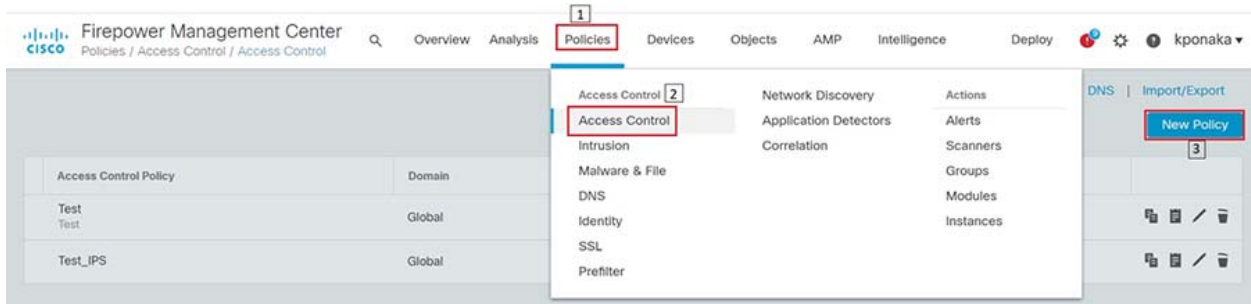 1
cisco
Firepower Management Center
Policies / Access Control / Access Control
Overview Analysis Policies Devices Objects AMP Intelligence Deploy kponaka
DNS | Import/Export
New Policy
3
Access Control 2
Access Control
Intrusion
Malware & File
DNS
Identity
SSL
Prefilter
Network Discovery
Application Detectors
Correlation
Actions
Alerts
Scanners
Groups
Modules
Instances
Access Control Policy Domain
Test Global
Test
Test_IPS Global